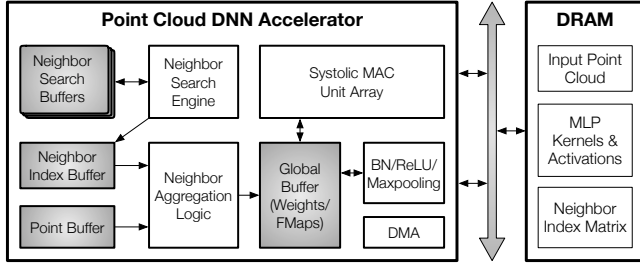 Point Cloud DNN Accelerator
Neighbor
Search
Buffers
Neighbor
Search
Engine
Systolic MAC
Unit Array
Neighbor
Index Buffer
Neighbor
Aggregation
Logic
Global
Buffer
(Weights/
FMaps)
BN/ReLU/
Maxpooling
Point Buffer
DMA
DRAM
Input Point
Cloud
MLP
Kernels &
Activations
Neighbor
Index Matrix